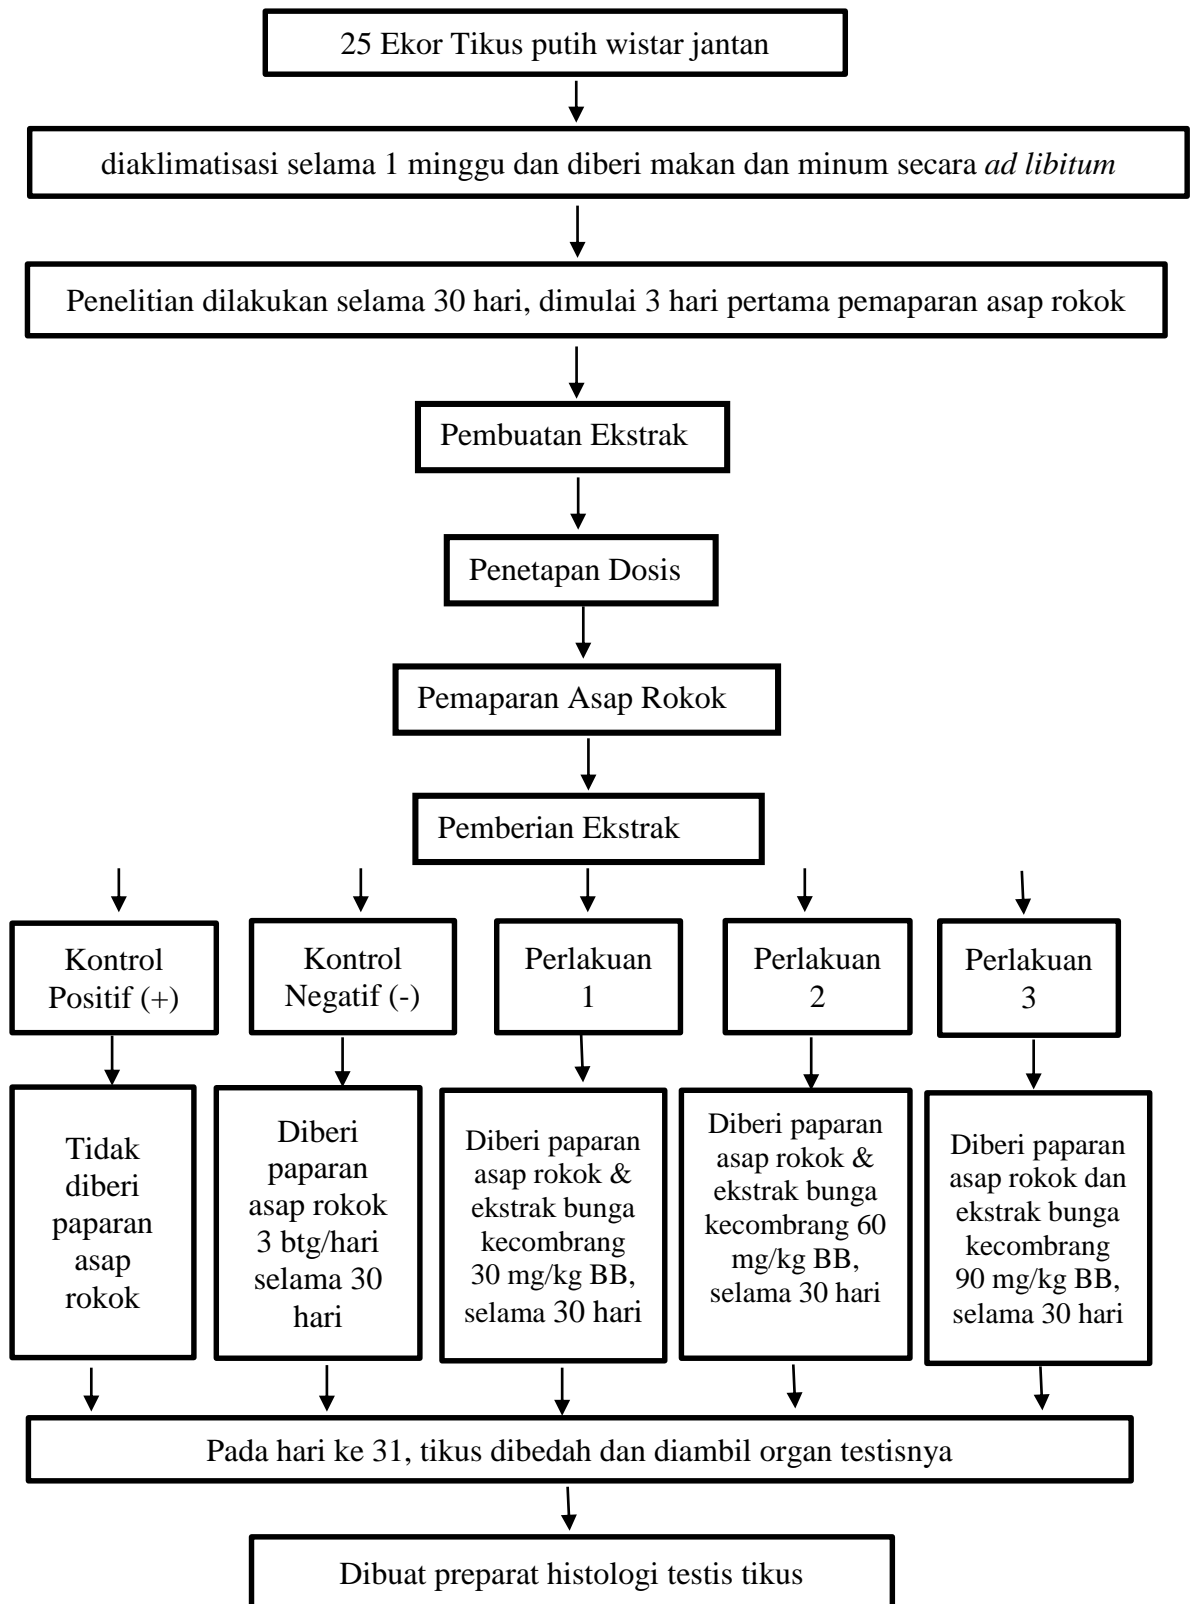 25 Ekor Tikus putih wistar jantan
diaklimatisasi selama 1 minggu dan diberi makan dan minum secara ad libitum
Penelitian dilakukan selama 30 hari, dimulai 3 hari pertama pemaparan asap rokok
Pembuatan Ekstrak
Penetapan Dosis
Pemaparan Asap Rokok
Pemberian Ekstrak
Kontrol
Positif (+)
Kontrol
Negatif (-)
Perlakuan
1
Perlakuan
2
Perlakuan
3
Tidak
diberi
paparan
asap
rokok
Diberi
paparan
asap rokok
3 btg/hari
selama 30
hari
Diberi paparan
asap rokok &
ekstrak bunga
kecombrang
30 mg/kg BB,
selama 30 hari
Diberi paparan
asap rokok &
ekstrak bunga
kecombrang 60
mg/kg BB,
selama 30 hari
Diberi paparan
asap rokok dan
ekstrak bunga
kecombrang
90 mg/kg BB,
selama 30 hari
Pada hari ke 31, tikus dibedah dan diambil organ testisnya
Dibuat preparat histologi testis tikus